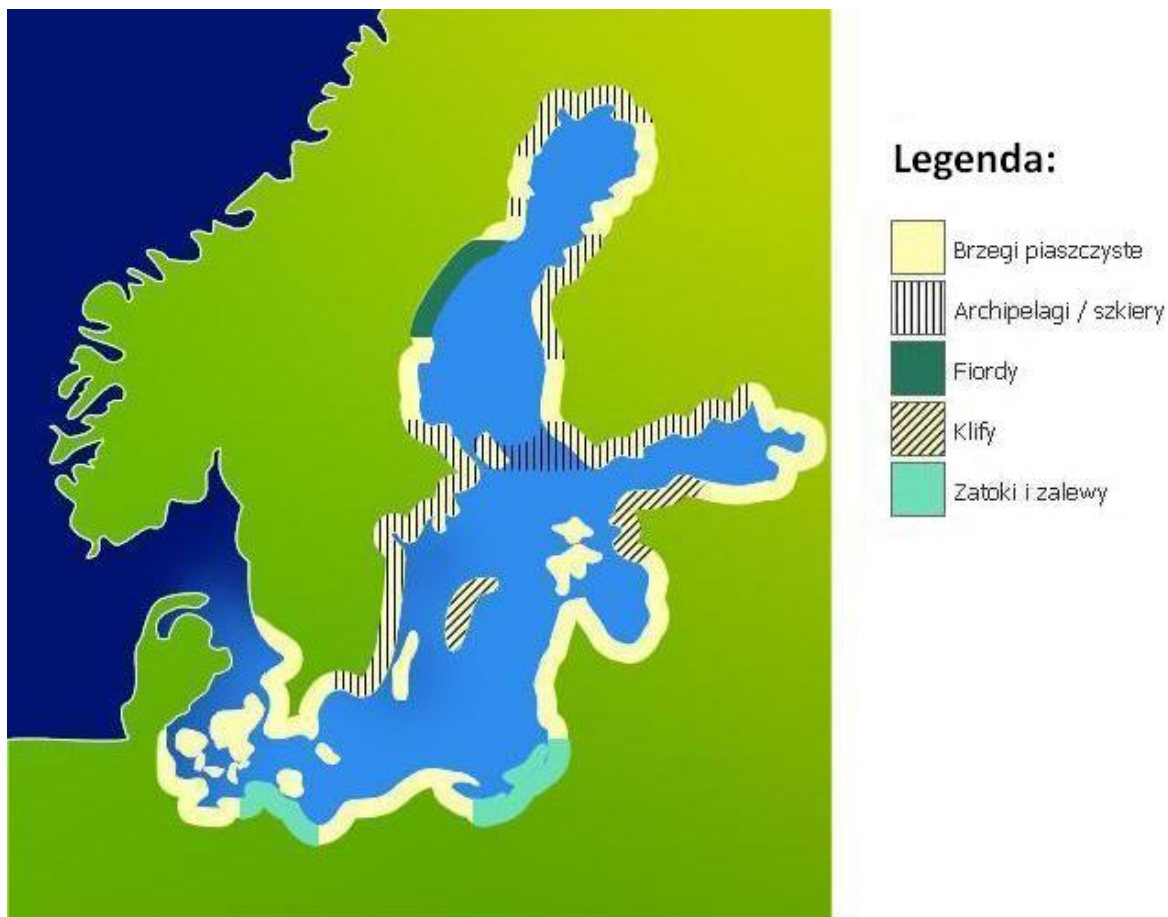 Legenda:
Brzegi piaszczyste
Archipelagi / szkiery
Fiordy
Klify
Zatoki i zalewy